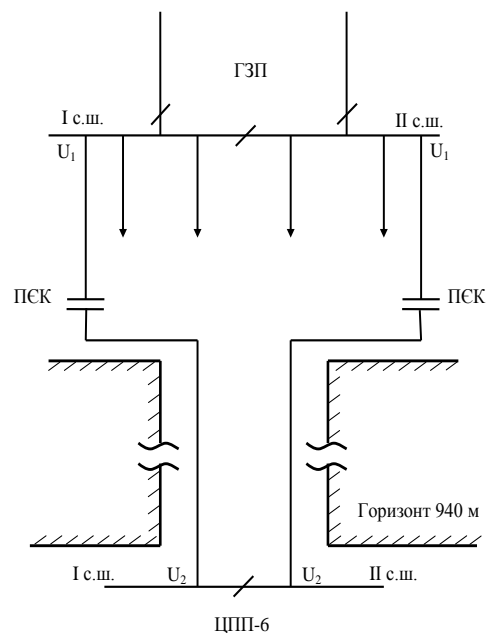 ГЗП
I с.ш.
II с.ш.
U1
U1
ПЄК
ПЄК
Горизонт 940 м
I с.ш.
U2
U2
II с.ш.
ЦПП-6